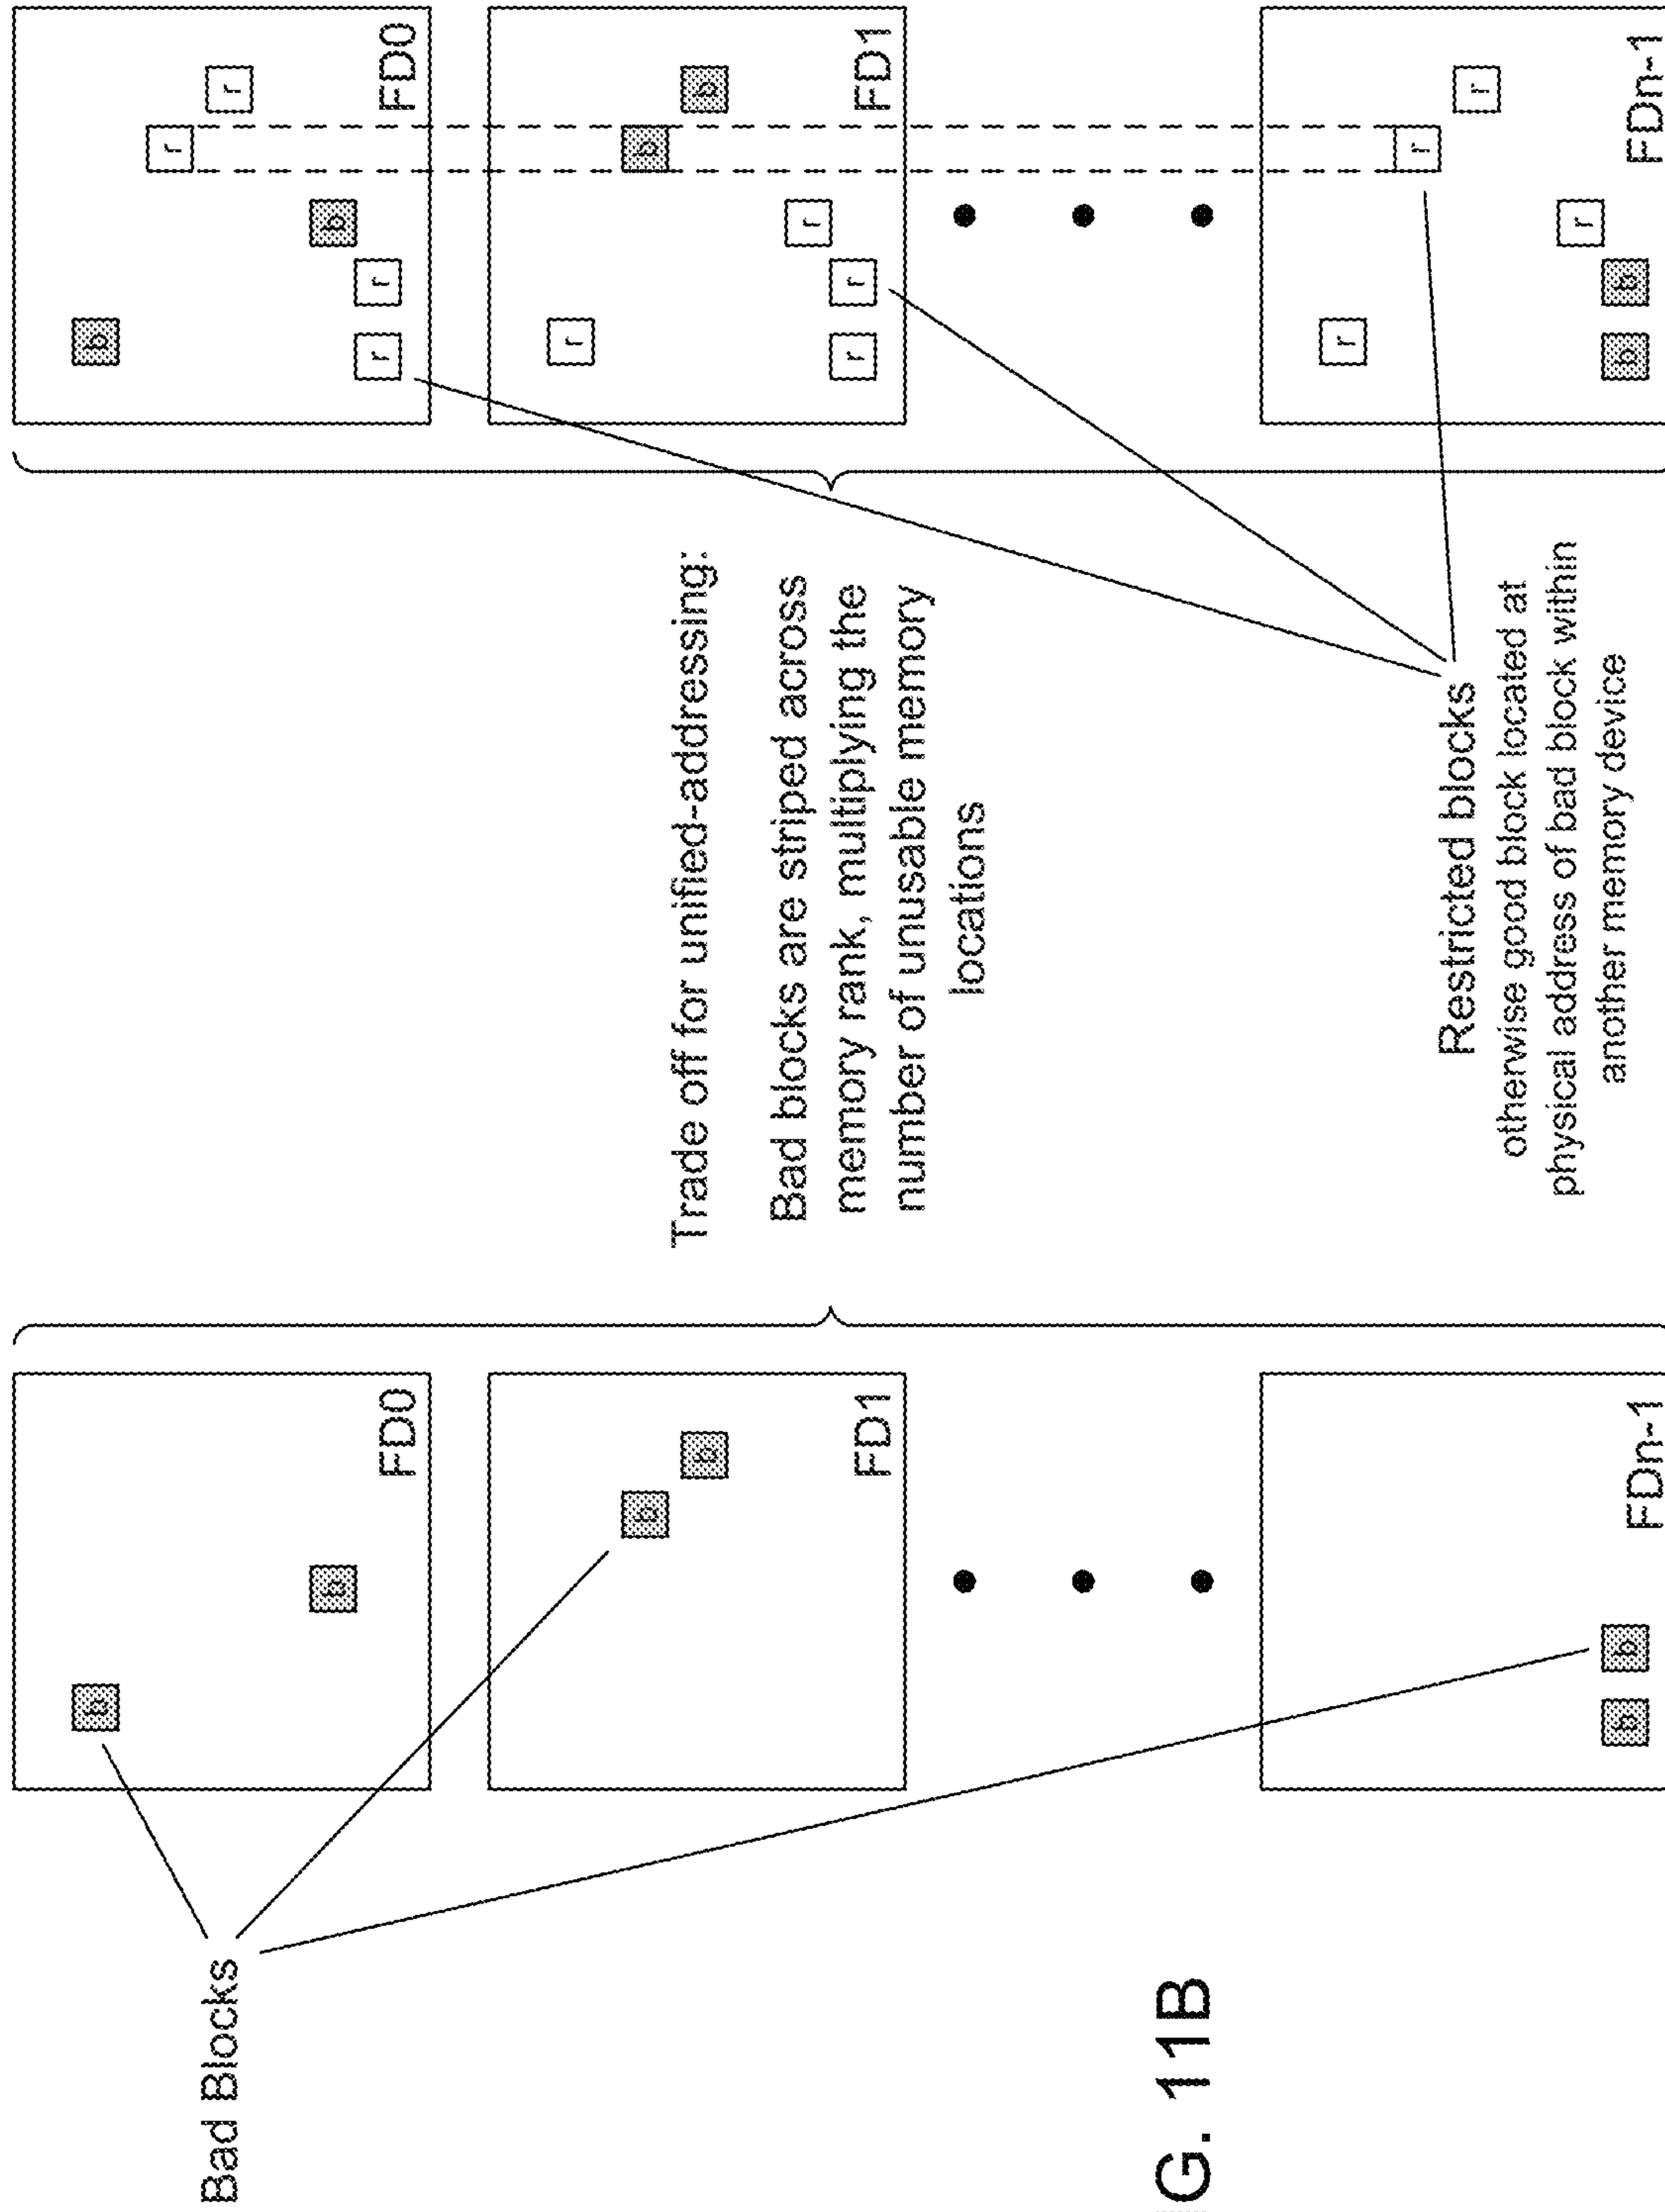 Bad Blocks
G. 11B
b
b
FD0
b
b
FD1
b b
FDn-1
Trade off for unified-addressing:
Bad blocks are striped across
memory rank, multiplying the
number of unusable memory
locations
Restricted blocks
otherwise good block located at
physical address of bad block within
another memory device
b
r
r
b
r r
FD0
r
b
b
r
r r
FD1
r
r
r
r
b b
FDn-1